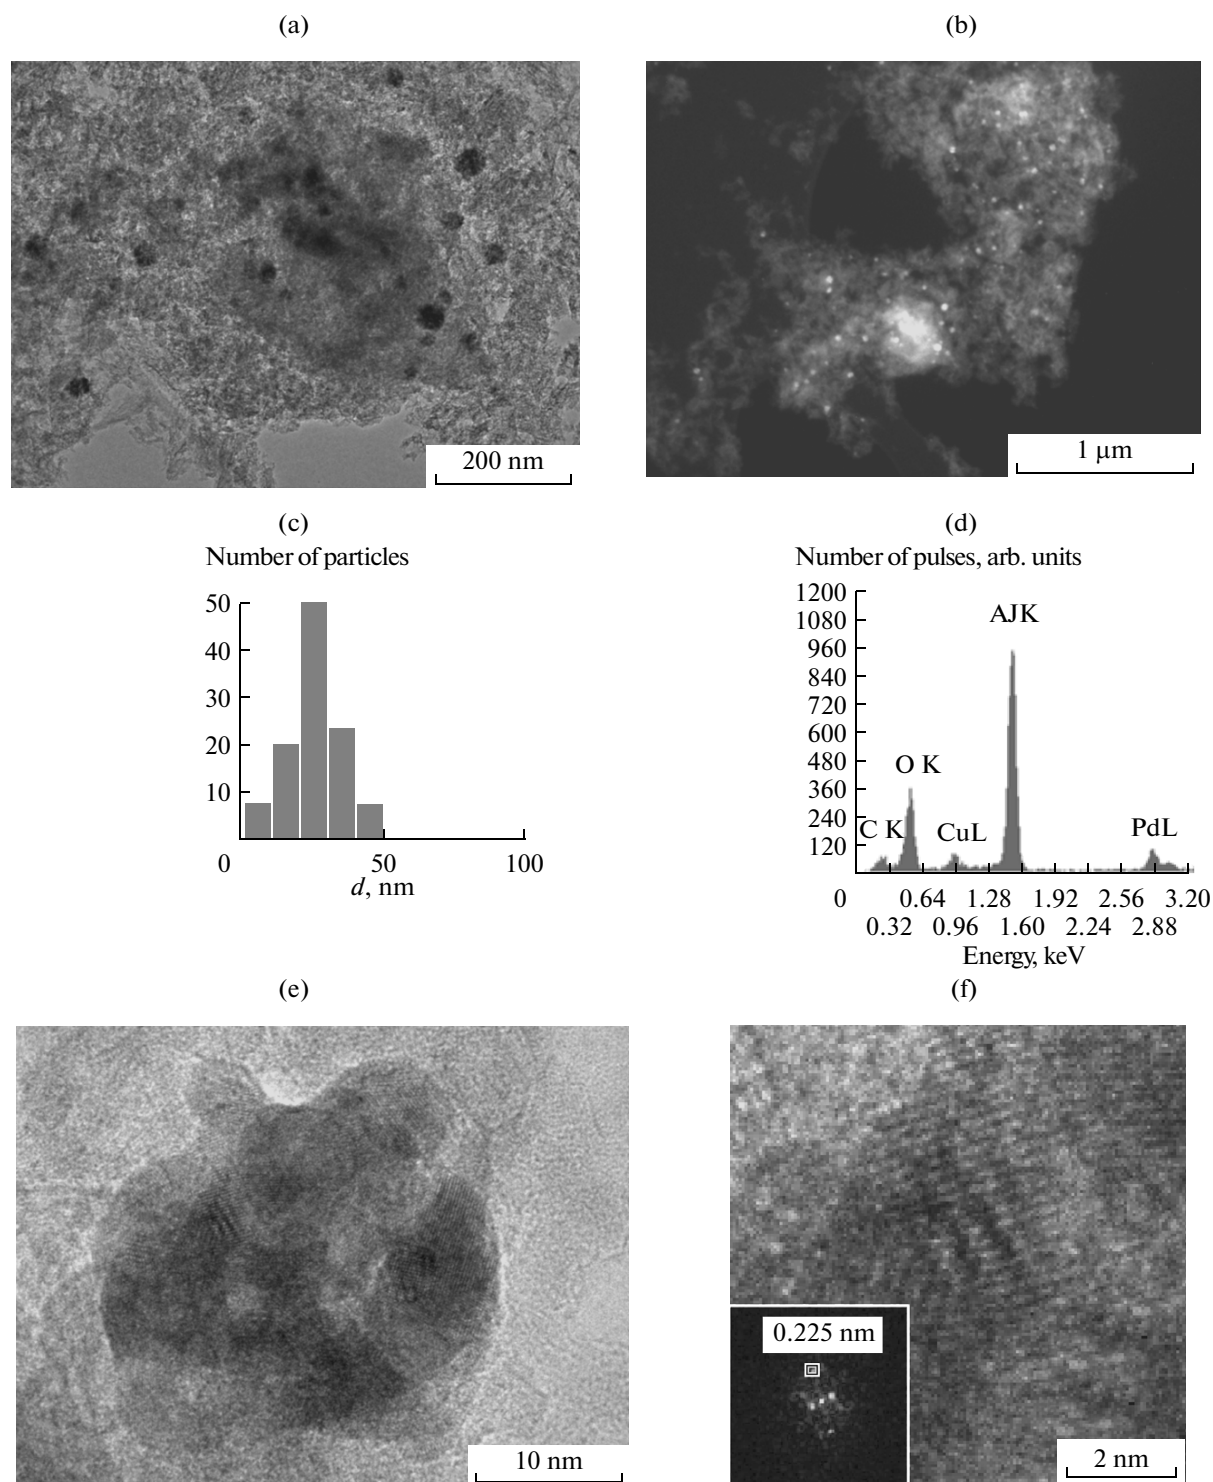 (a)
(b)
200 nm
1 µm
(c)
Number of particles
50
40
30
20
10
0
50
100
d, nm
(d)
Number of pulses, arb. units
1200
1080
960
840
720
600
480
360
240
120
AJK
O K
C K
CuL
PdL
0
0.64
1.28
1.92
2.56
3.20
0.32
0.96
1.60
2.24
2.88
Energy, keV
(e)
(f)
10 nm
0.225 nm
2 nm